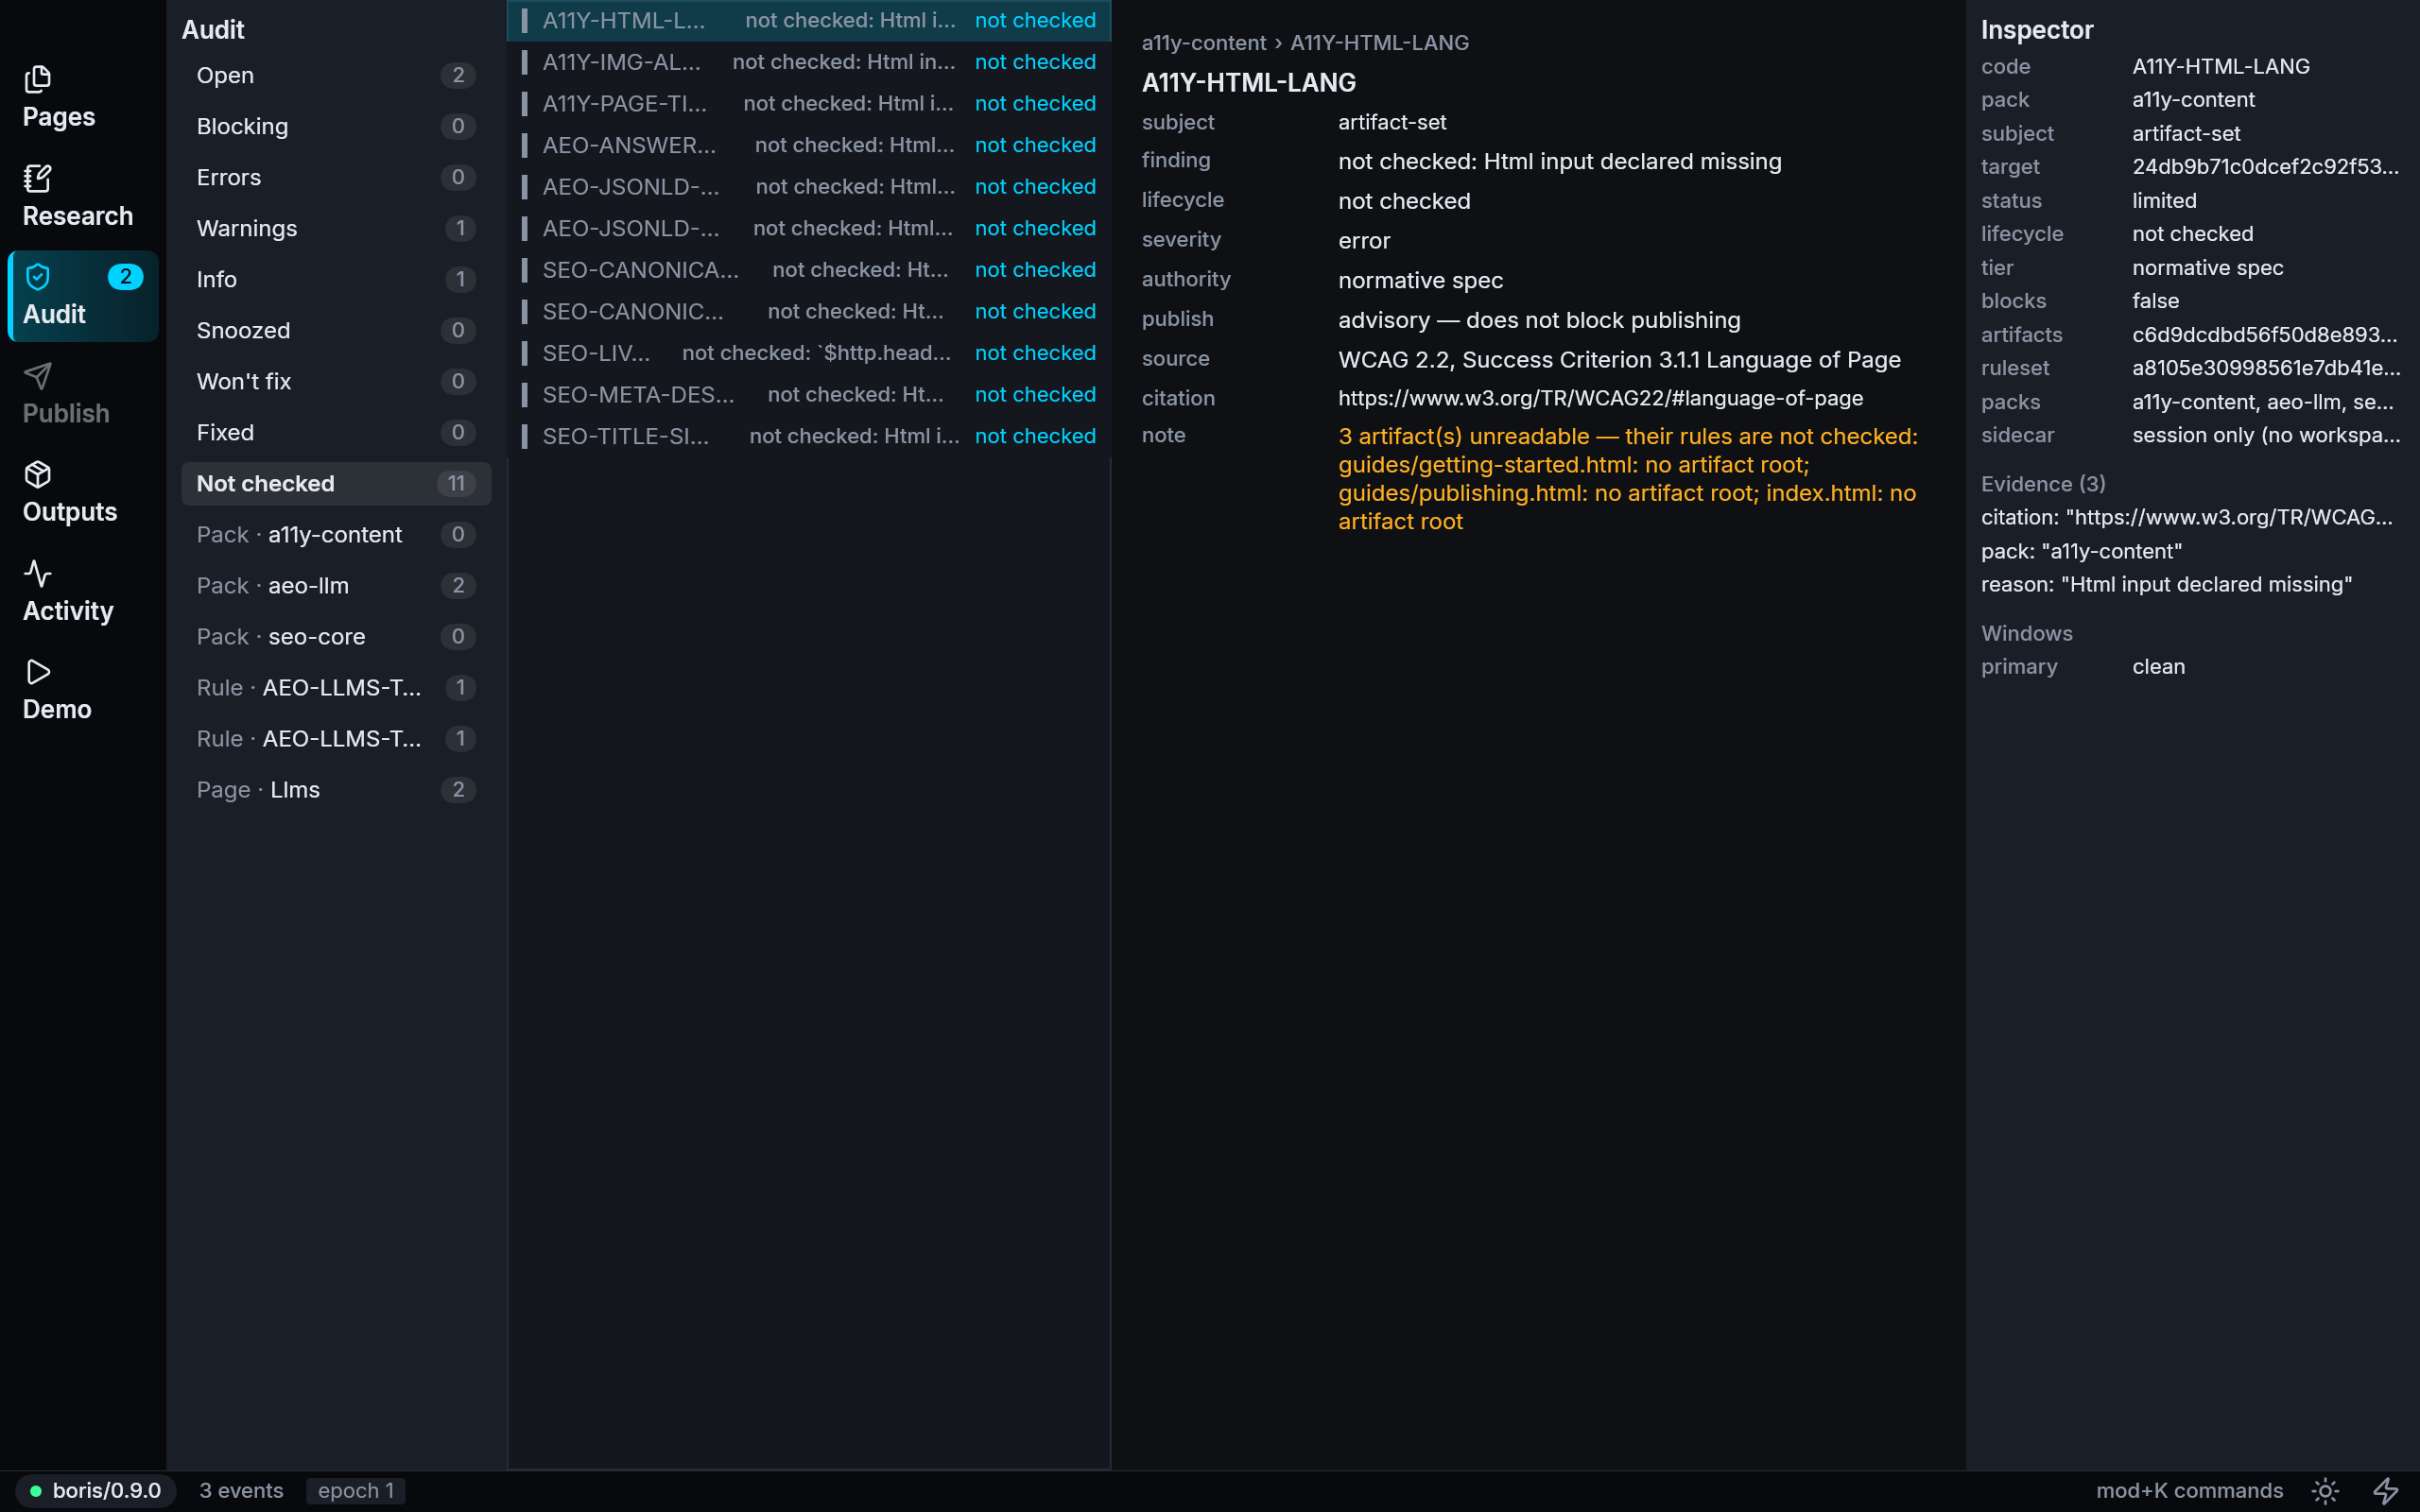 Pages
Research
2
Audit
Publish
Outputs
Activity
Demo
Audit
Open 2
Blocking 0
Errors 0
Warnings 1
Info 1
Snoozed 0
Won't fix 0
Fixed 0
Not checked 11
Pack · a11y-content 0
Pack · aeo-llm 2
Pack · seo-core 0
Rule · AEO-LLMS-T... 1
Rule · AEO-LLMS-T... 1
Page · Llms 2
A11Y-HTML-L... not checked: Html i... not checked
A11Y-IMG-AL... not checked: Html in... not checked
A11Y-PAGE-TI... not checked: Html i... not checked
AEO-ANSWER... not checked: Html... not checked
AEO-JSONLD-... not checked: Html... not checked
AEO-JSONLD-... not checked: Html... not checked
SEO-CANONICA... not checked: Ht... not checked
SEO-CANONIC... not checked: Ht... not checked
SEO-LIV... not checked: `$http.head... not checked
SEO-META-DES... not checked: Ht... not checked
SEO-TITLE-SI... not checked: Html i... not checked
a11y-content › A11Y-HTML-LANG
A11Y-HTML-LANG
subject artifact-set
finding not checked: Html input declared missing
lifecycle not checked
severity error
authority normative spec
publish advisory — does not block publishing
source WCAG 2.2, Success Criterion 3.1.1 Language of Page
citation https://www.w3.org/TR/WCAG22/#language-of-page
note 3 artifact(s) unreadable — their rules are not checked:
guides/getting-started.html: no artifact root;
guides/publishing.html: no artifact root; index.html: no
artifact root
Inspector
code A11Y-HTML-LANG
pack a11y-content
subject artifact-set
target 24db9b71c0dcef2c92f53...
status limited
lifecycle not checked
tier normative spec
blocks false
artifacts c6d9dcdbd56f50d8e893...
ruleset a8105e30998561e7db41e...
packs a11y-content, aeo-llm, se...
sidecar session only (no workspa...
Evidence (3)
citation: "https://www.w3.org/TR/WCAG...
pack: "a11y-content"
reason: "Html input declared missing"
Windows
primary clean
boris/0.9.0 3 events epoch 1 mod+K commands